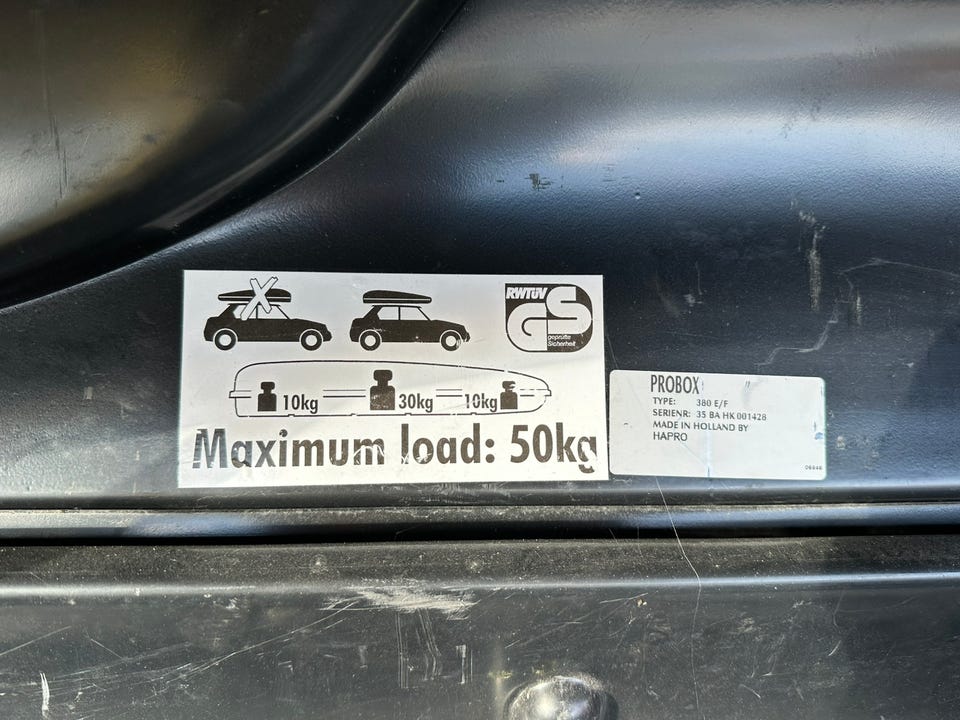 RWTÜV
GS
geprüfte
Sicherheit
10kg 30kg 10kg
Maximum load: 50kg
PROBOX
TYPE: 380 E/F
SERIENR: 35 BA HK 001428
MADE IN HOLLAND BY
HAPRO